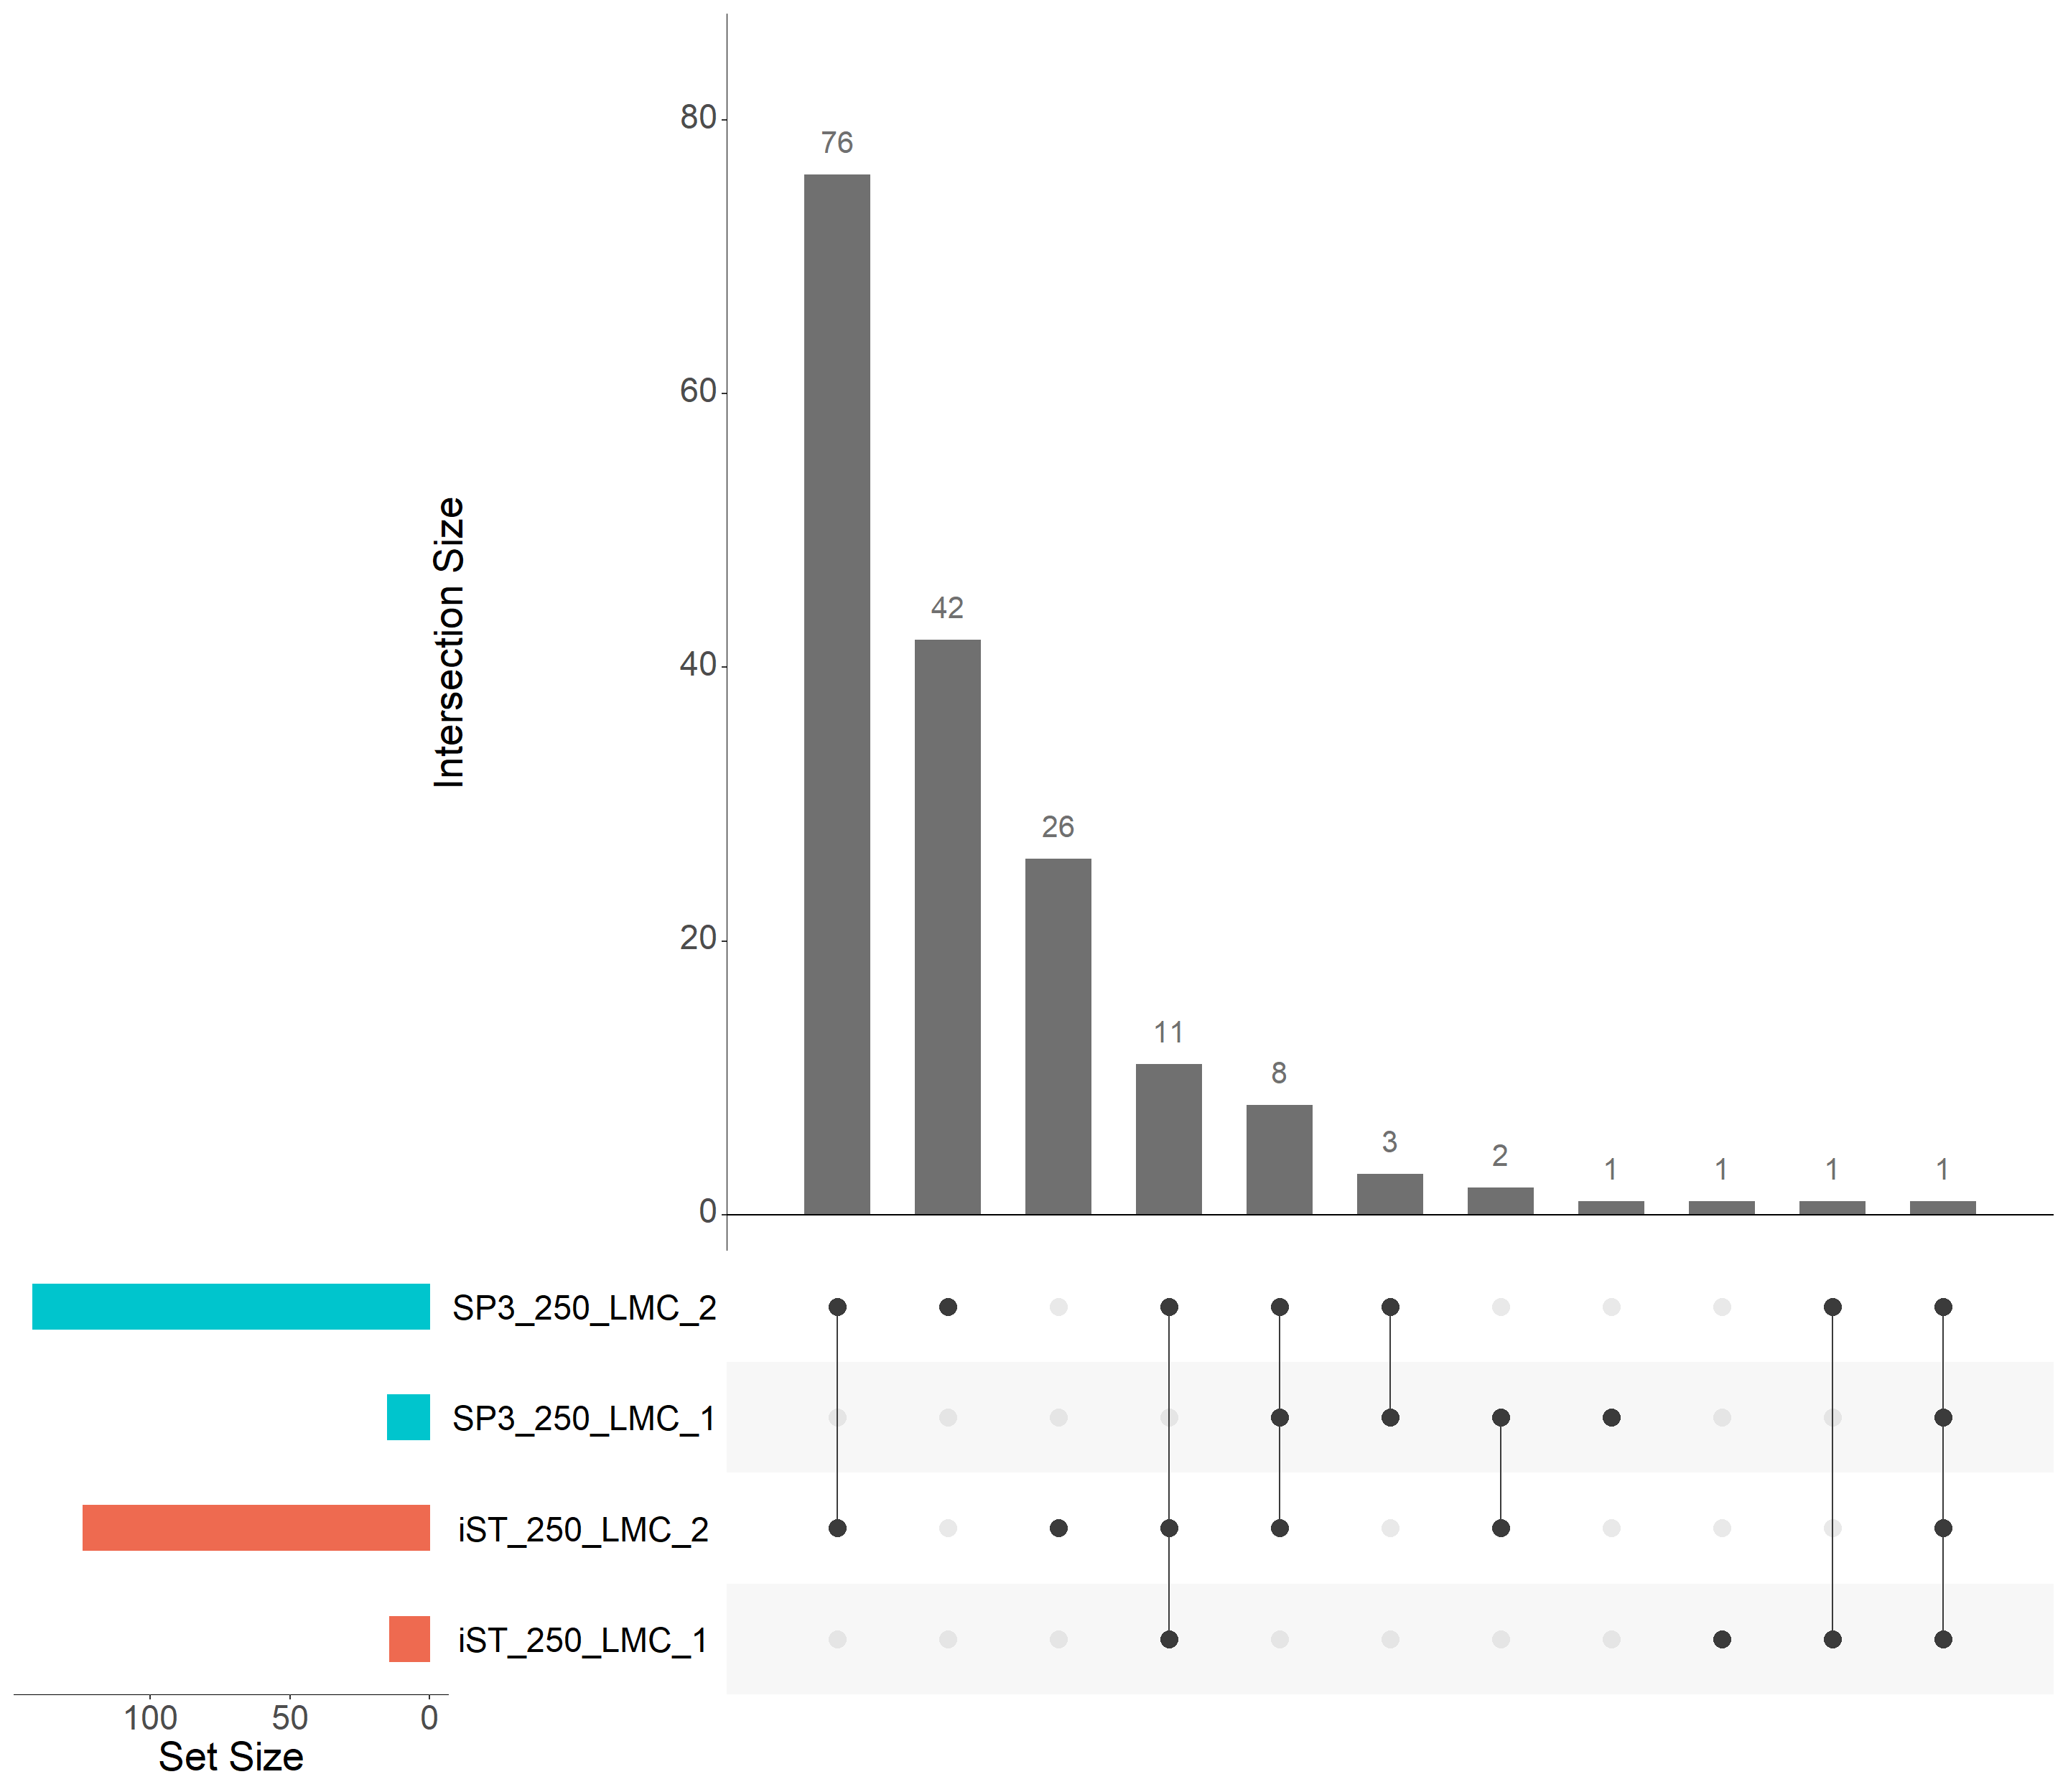 Intersection Size
80
60
40
20
0
76
42
26
11
8
3
2
1
1
1
1
SP3_250_LMC_2
SP3_250_LMC_1
iST_250_LMC_2
iST_250_LMC_1
100 50 0
Set Size